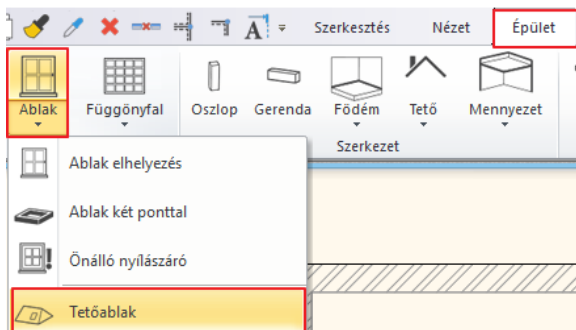 Szerkesztés Nézet Épület
Ablak Függönyfal Oszlop Gerenda Födém Tető Mennyezet
Szerkezet
Ablak elhelyezés
Ablak két ponttal
Önálló nyílászáró
Tetőablak